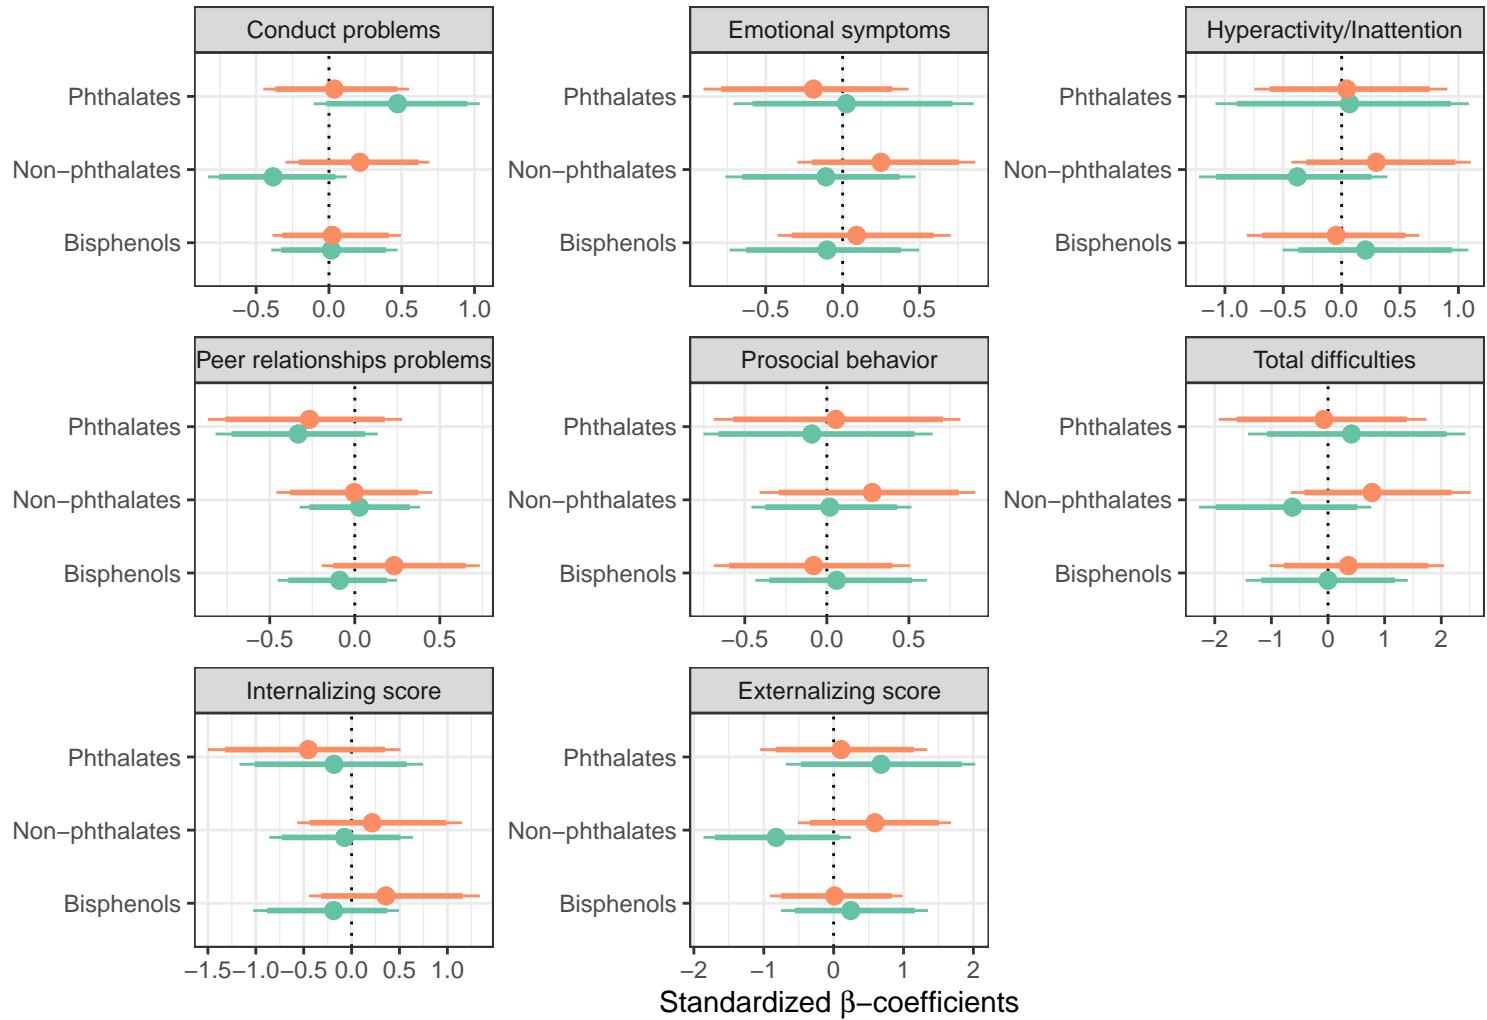 Conduct problems
Emotional symptoms
Hyperactivity/Inattention
Phthalates
Non−phthalates
Bisphenols
−0.5 0.0 0.5 1.0
Phthalates
Non−phthalates
Bisphenols
−0.5 0.0 0.5
Phthalates
Non−phthalates
Bisphenols
−1.0 −0.5 0.0 0.5 1.0
Peer relationships problems
Prosocial behavior
Total difficulties
Phthalates
Non−phthalates
Bisphenols
−0.5 0.0 0.5
Phthalates
Non−phthalates
Bisphenols
−0.5 0.0 0.5
Phthalates
Non−phthalates
Bisphenols
−2 −1 0 1 2
Internalizing score
Externalizing score
Phthalates
Non−phthalates
Bisphenols
−1.5 −1.0 −0.5 0.0 0.5 1.0
Phthalates
Non−phthalates
Bisphenols
−2 −1 0 1 2
Standardized β−coefficients